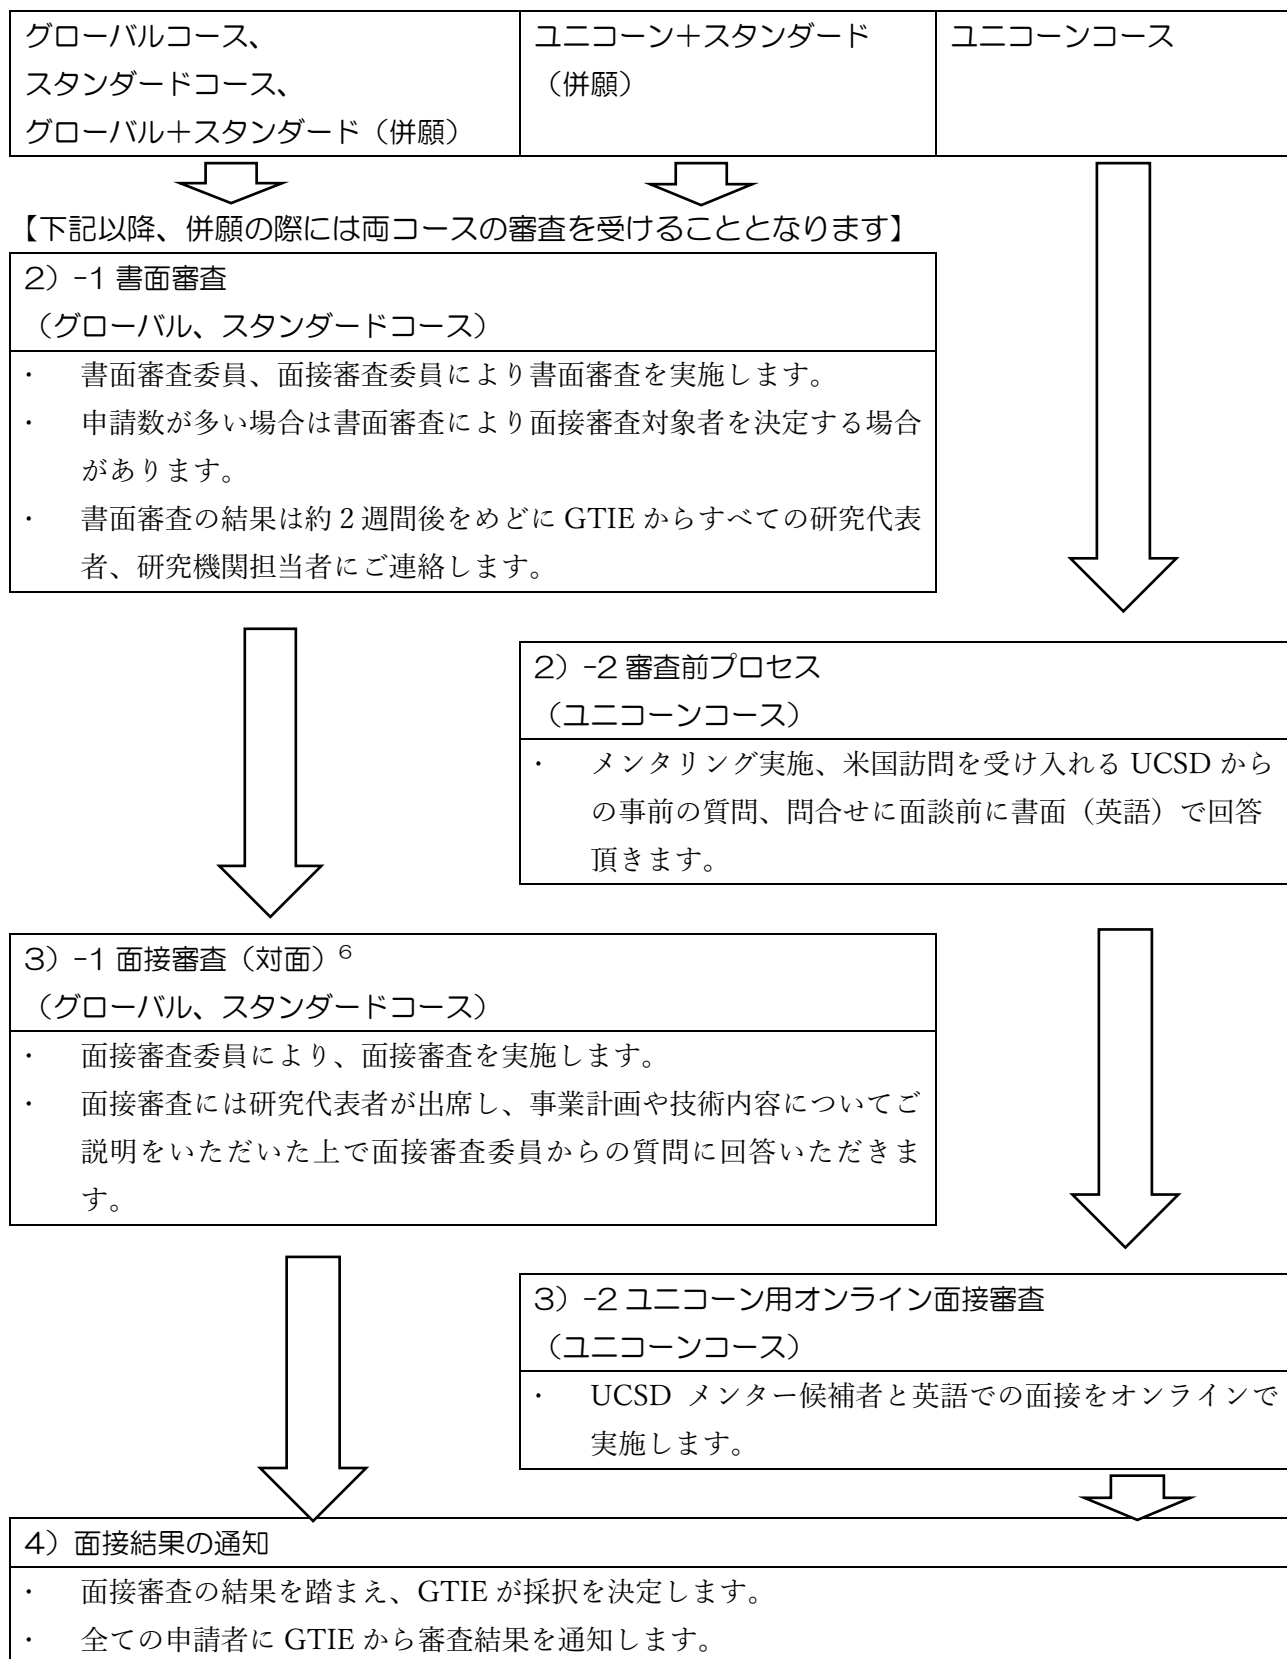 グローバルコース、
スタンダードコース、
グローバル＋スタンダード（併願）
ユニコーン＋スタンダード
（併願）
ユニコーンコース
【下記以降、併願の際には両コースの審査を受けることとなります】
2）-1 書面審査
（グローバル、スタンダードコース）
・ 書面審査委員、面接審査委員により書面審査を実施します。
・ 申請数が多い場合は書面審査により面接審査対象者を決定する場合
があります。
・ 書面審査の結果は約 2 週間後をめどに GTIE からすべての研究代表
者、研究機関担当者にご連絡します。
2）-2 審査前プロセス
（ユニコーンコース）
・ メンタリング実施、米国訪問を受け入れる UCSD から
の事前の質問、問合せに面談前に書面（英語）で回答
頂きます。
3）-1 面接審査（対面）6
（グローバル、スタンダードコース）
・ 面接審査委員により、面接審査を実施します。
・ 面接審査には研究代表者が出席し、事業計画や技術内容についてご
説明をいただいた上で面接審査委員からの質問に回答いただきま
す。
3）-2 ユニコーン用オンライン面接審査
（ユニコーンコース）
・ UCSD メンター候補者と英語での面接をオンラインで
実施します。
4）面接結果の通知
・ 面接審査の結果を踏まえ、GTIE が採択を決定します。
・ 全ての申請者に GTIE から審査結果を通知します。